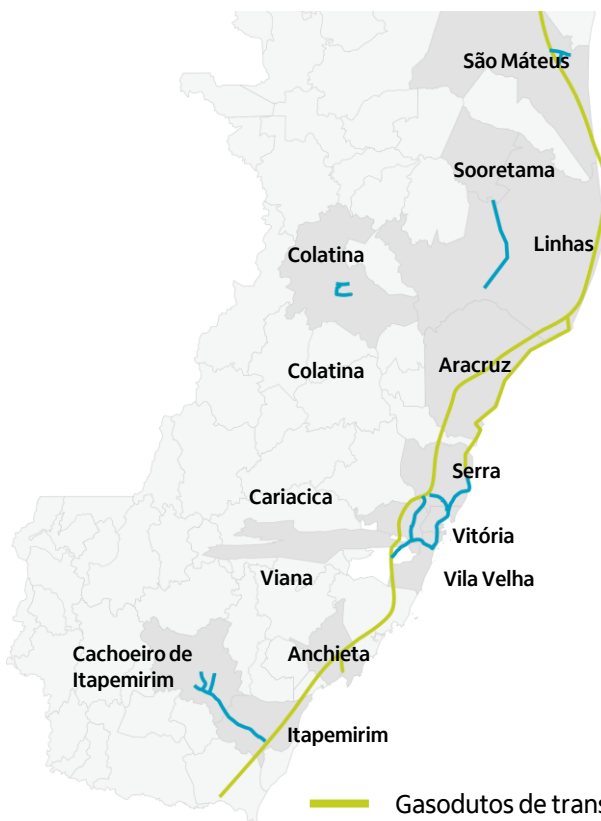 São Máteus
Sooretama
Linhas
Colatina
Colatina
Aracruz
Serra
Cariacica
Vitória
Viana
Vila Velha
Cachoeiro de
Itapemirim
Anchieta
Itapemirim
Gasodutos de trans